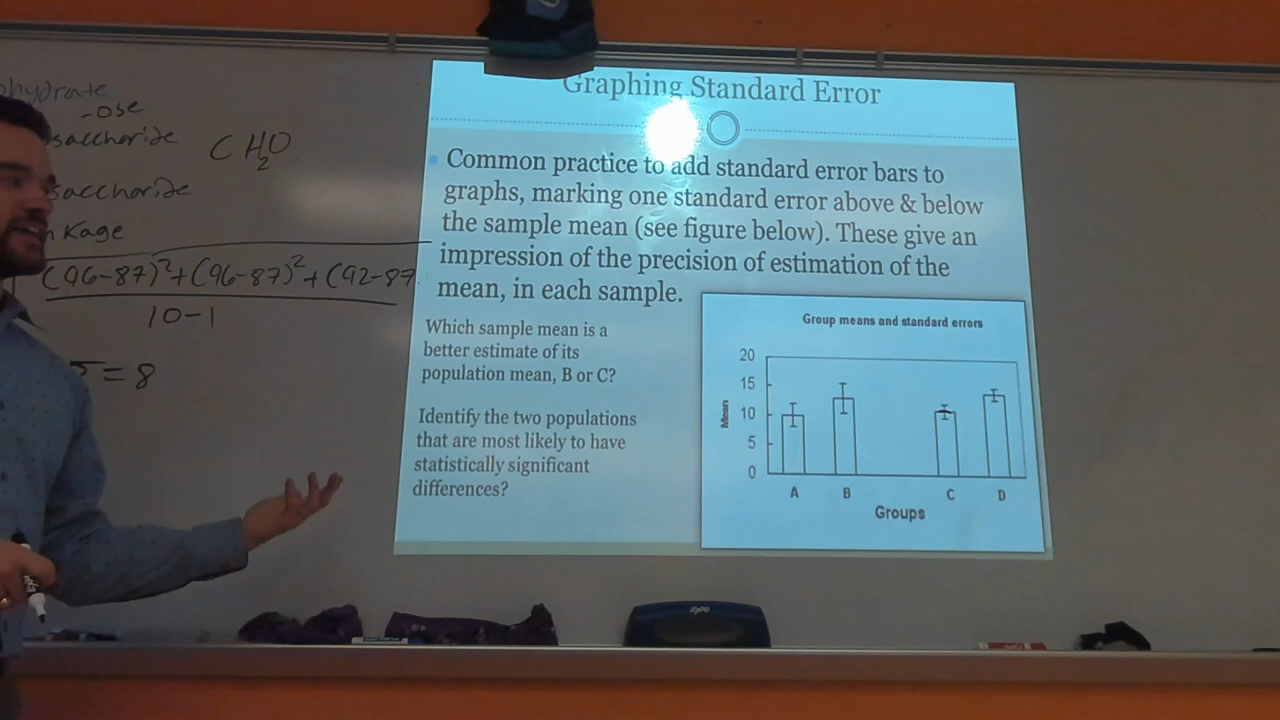 -ose
CH2O
(96-87)²+(96-87)²+(92-87
10-1
=8
Graphing Standard Error
Common practice to add standard error bars to
graphs, marking one standard error above & below
the sample mean (see figure below). These give an
impression of the precision of estimation of the
mean, in each sample.
Which sample mean is a
better estimate of its
population mean, B or C?
Identify the two populations
that are most likely to have
statistically significant
differences?
Group means and standard errors
Mean
20
15
10
5
0
A B C D
Groups
EXPO